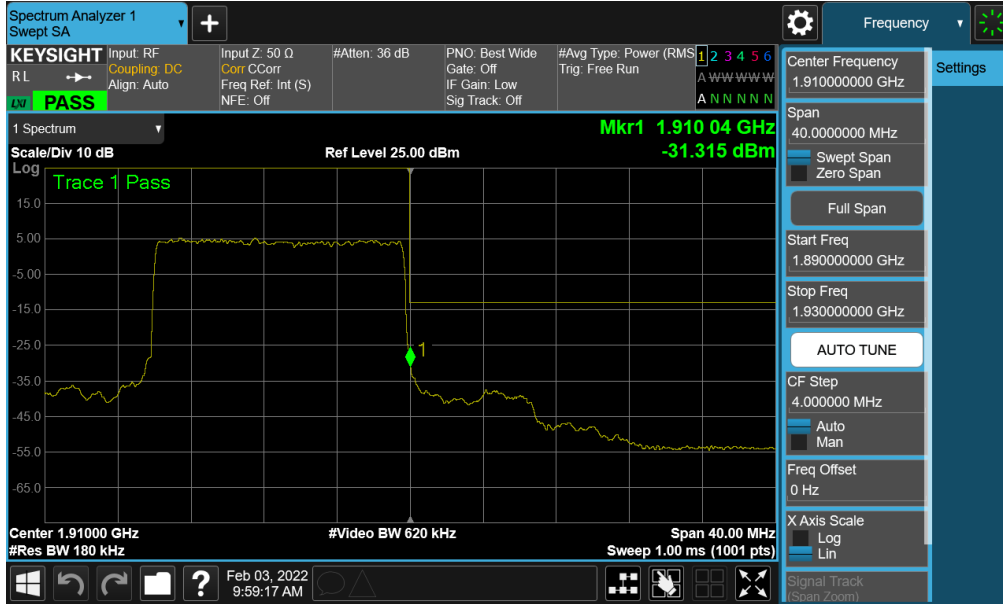 Spectrum Analyzer 1
Swept SA
Frequency
KEYSIGHT
R L
LXI
PASS
Input: RF
Coupling: DC
Align: Auto
Input Z: 50 Ω
Corr CCorr
Freq Ref: Int (S)
NFE: Off
#Atten: 36 dB
PNO: Best Wide
Gate: Off
IF Gain: Low
Sig Track: Off
#Avg Type: Power (RMS
Trig: Free Run
1 2 3 4 5 6
A W W W W W
A N N N N N
1 Spectrum
Mkr1 1.910 04 GHz
Scale/Div 10 dB
Ref Level 25.00 dBm
-31.315 dBm
Log
Trace 1 Pass
15.0
5.00
-5.00
-15.0
-25.0
-35.0
-45.0
-55.0
-65.0
1
Center 1.91000 GHz
#Video BW 620 kHz
Span 40.00 MHz
#Res BW 180 kHz
Sweep 1.00 ms (1001 pts)
Feb 03, 2022
9:59:17 AM
Center Frequency
1.910000000 GHz
Span
40.0000000 MHz
Swept Span
Zero Span
Full Span
Start Freq
1.890000000 GHz
Stop Freq
1.930000000 GHz
AUTO TUNE
CF Step
4.000000 MHz
Auto
Man
Freq Offset
0 Hz
X Axis Scale
Log
Lin
Signal Track
(Span Zoom)
Settings